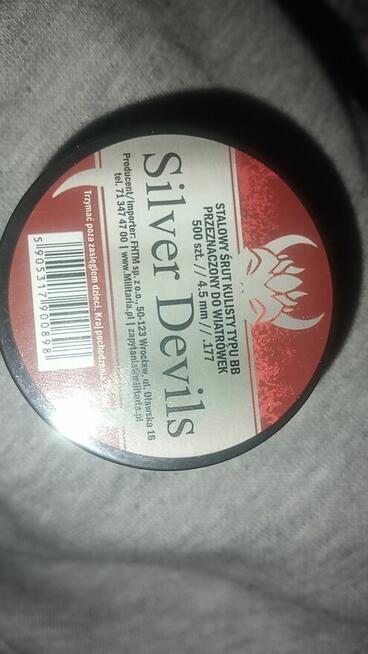 STALOWY ŚRUT KULISTY TYPU BB
PRZEZNACZONY DO WIATRÓWEK
500 szt. /// 4.5 mm /// .177
Silver Devils
Producent/Importer: FHTM sp. z o.o., 50-123 Wrocław, ul. Oławska 16
tel. 71 347 47 00 | www.Militaria.pl | zapytania@militaria.pl
Trzymać poza zasięgiem dzieci. Kraj pochodzenia:
5905317900898